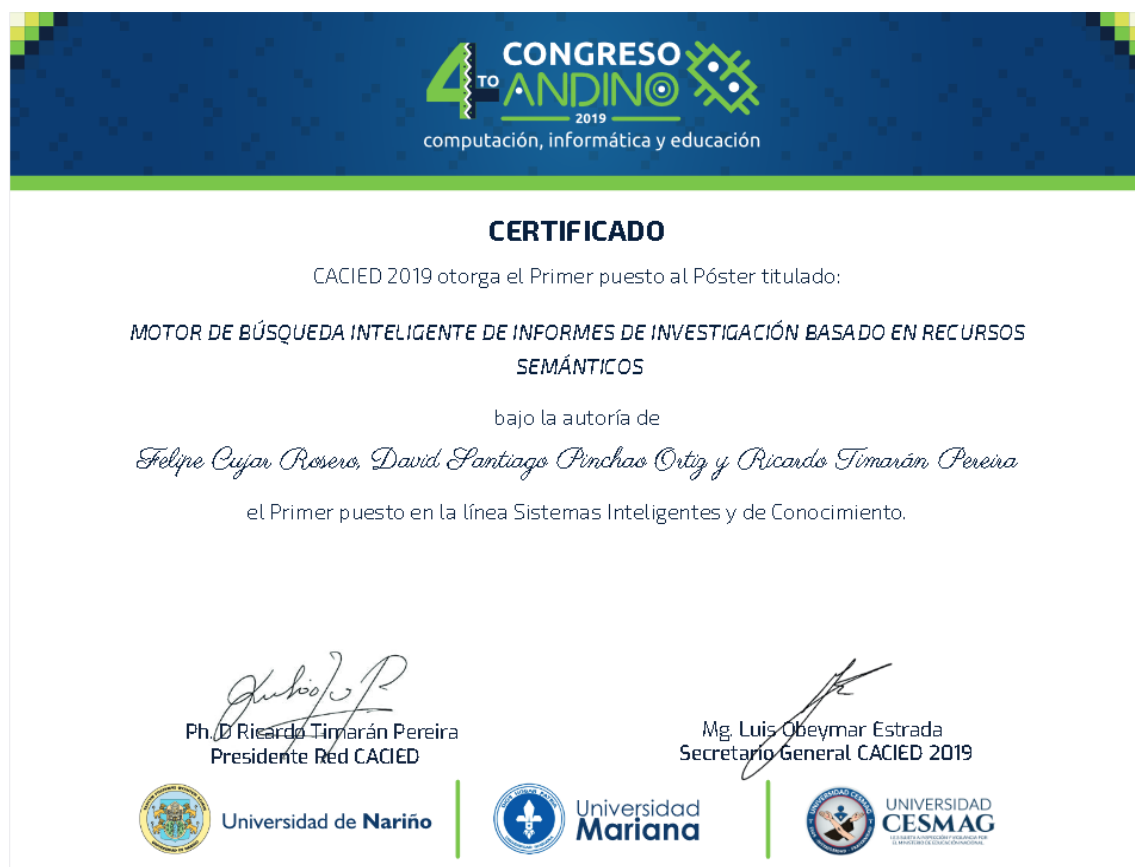 4TO CONGRESO
ANDINO
2019
computación, informática y educación
CERTIFICADO
CACIED 2019 otorga el Primer puesto al Póster titulado:
MOTOR DE BÚSQUEDA INTELIGENTE DE INFORMES DE INVESTIGACIÓN BASADO EN RECURSOS
SEMÁNTICOS
bajo la autoría de
Felipe Cujar Rosero, David Santiago Pinchao Ortiz y Ricardo Timarán Pereira
el Primer puesto en la línea Sistemas Inteligentes y de Conocimiento.
Ph. D Ricardo Timarán Pereira
Presidente Red CACIED
Mg. Luis Obeymar Estrada
Secretario General CACIED 2019
Universidad de Nariño
Universidad
Mariana
UNIVERSIDAD
CESMAG